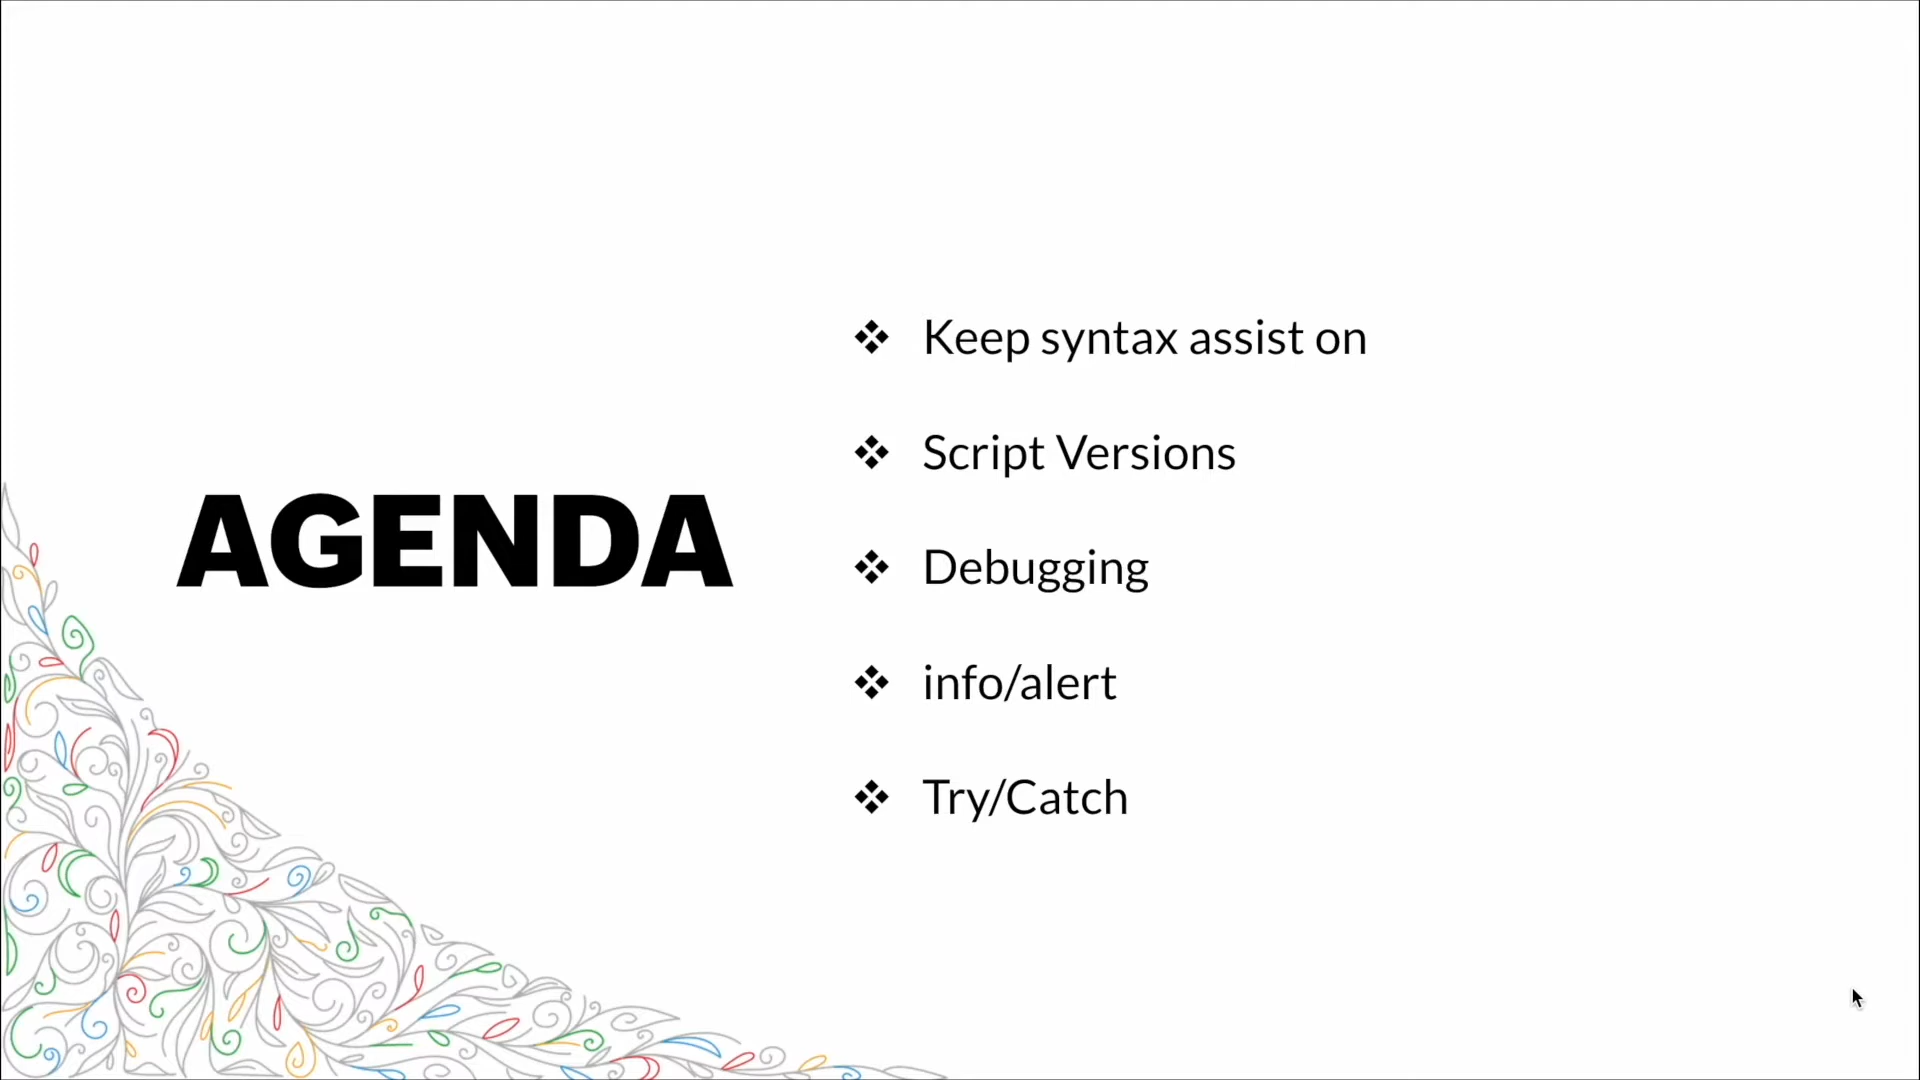 AGENDA
Keep syntax assist on
Script Versions
Debugging
info/alert
Try/Catch